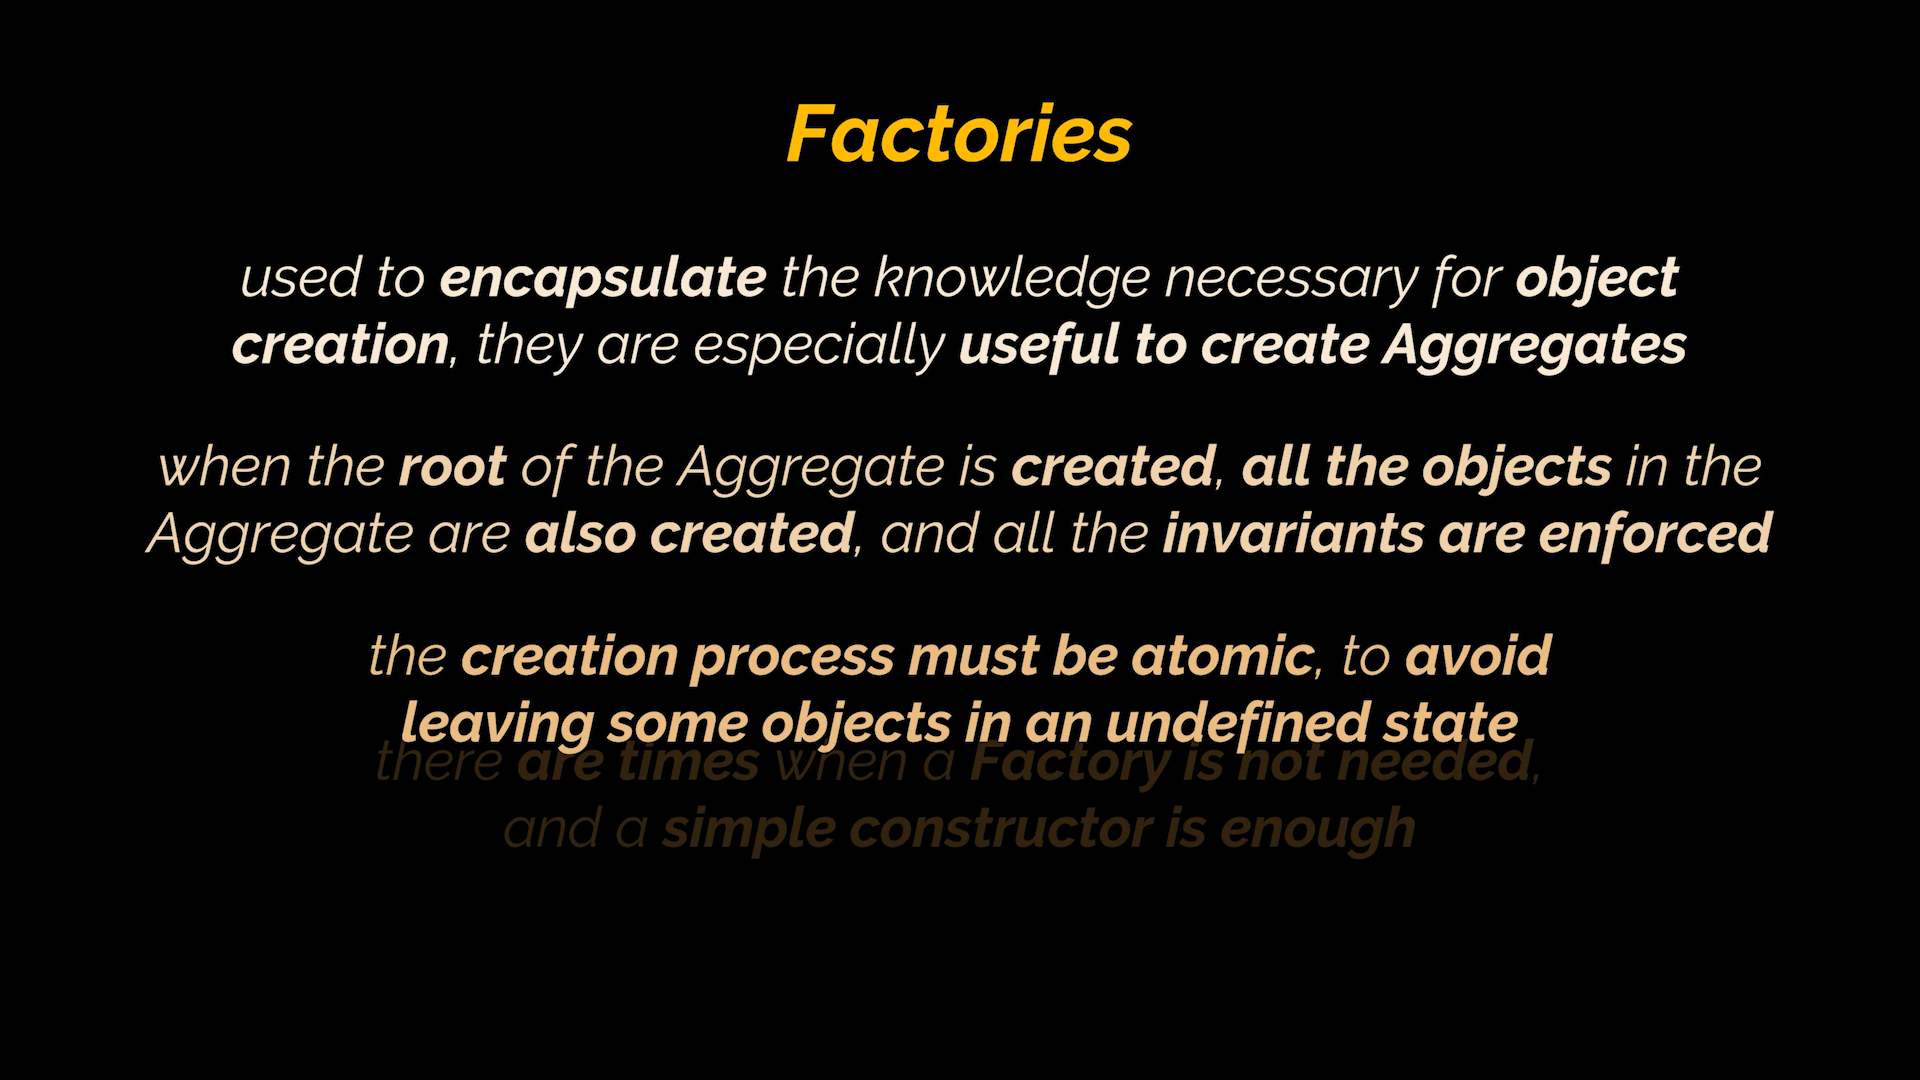 Factories
used to encapsulate the knowledge necessary for object
creation, they are especially useful to create Aggregates
when the root of the Aggregate is created, all the objects in the
Aggregate are also created, and all the invariants are enforced
the creation process must be atomic, to avoid
leaving some objects in an undefined state
there are times when a Factory is not needed,
and a simple constructor is enough